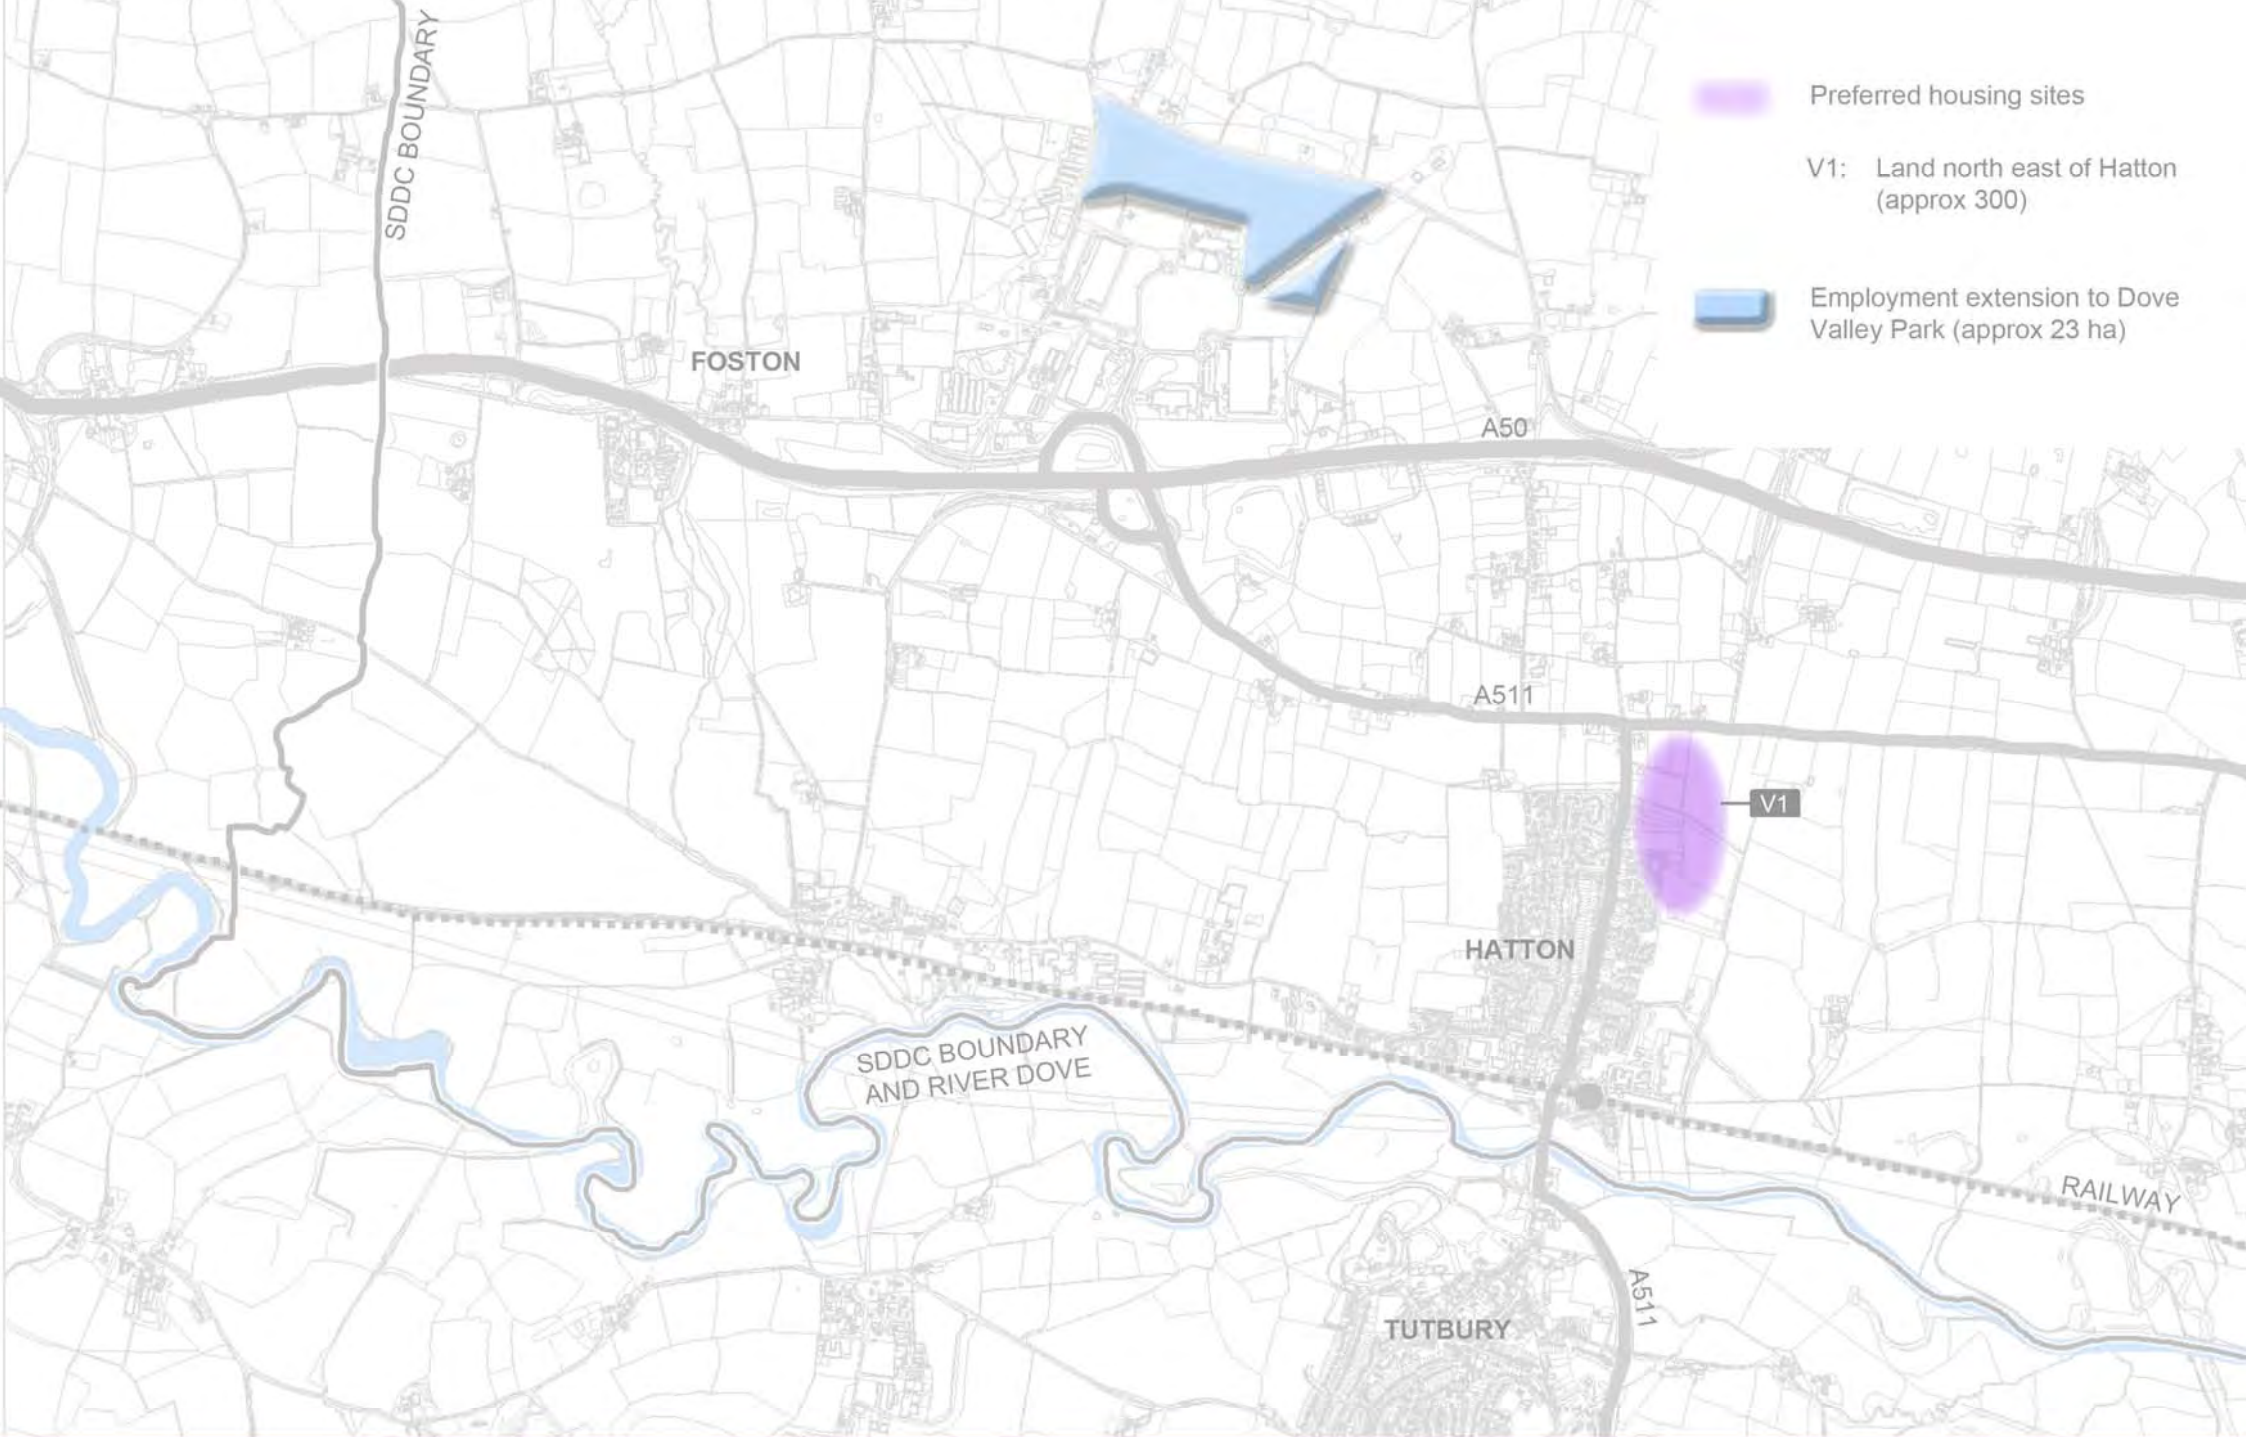 SDDC BOUNDARY
Preferred housing sites
V1: Land north east of Hatton
(approx 300)
Employment extension to Dove
Valley Park (approx 23 ha)
FOSTON
A50
A511
V1
HATTON
SDDC BOUNDARY
AND RIVER DOVE
RAILWAY
A511
TUTBURY